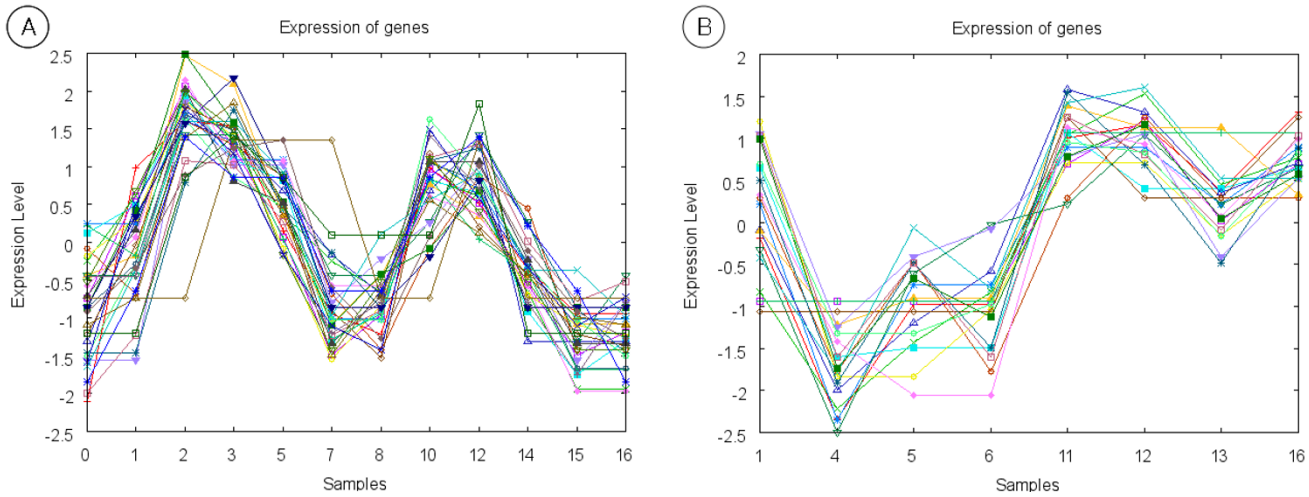 A
Expression of genes
Expression Level
2.5
2
1.5
1
0.5
0
-0.5
-1
-1.5
-2
-2.5
0 1 2 3 5 7 8 10 12 14 15 16
Samples
B
Expression of genes
Expression Level
2
1.5
1
0.5
0
-0.5
-1
-1.5
-2
-2.5
1 4 5 6 11 12 13 16
Samples